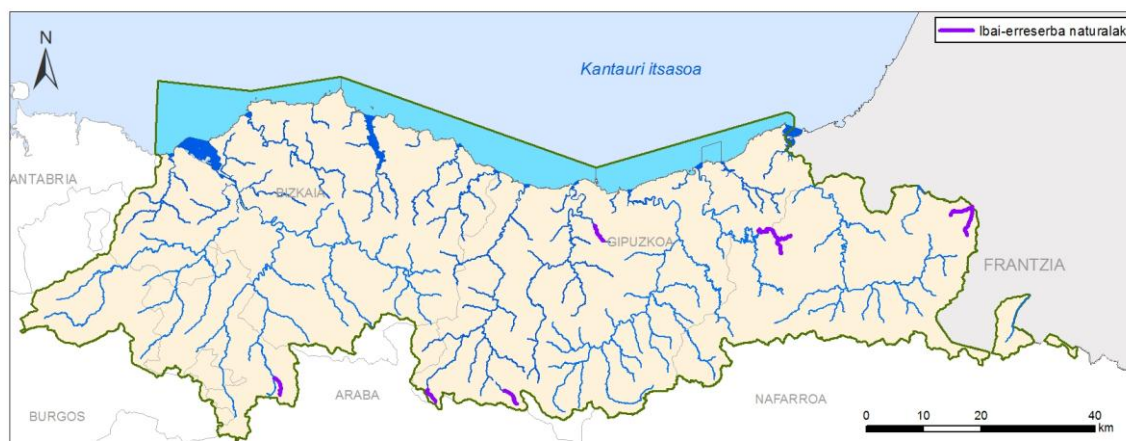 Ibai-erreserba naturalak
N
Kantauri itsasoa
ANTABRIA
BIZKAIA
GIPUZKOA
FRANTZIA
ARABA
NAFARROA
BURGOS
0 10 20 40
km